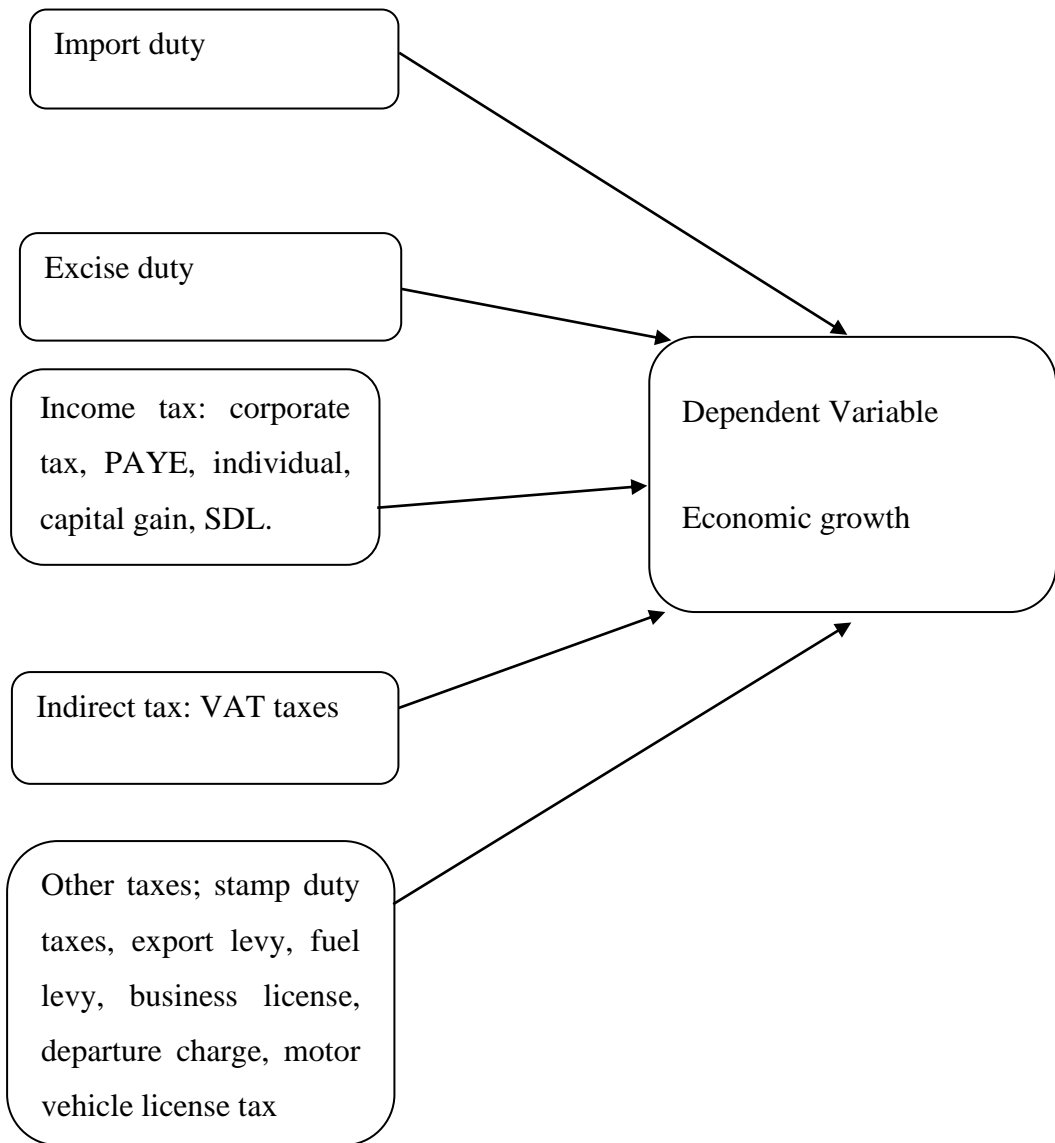 Import duty
Excise duty
Income tax: corporate
tax, PAYE, individual,
capital gain, SDL.
Dependent Variable
Economic growth
Indirect tax: VAT taxes
Other taxes; stamp duty
taxes, export levy, fuel
levy, business license,
departure charge, motor
vehicle license tax